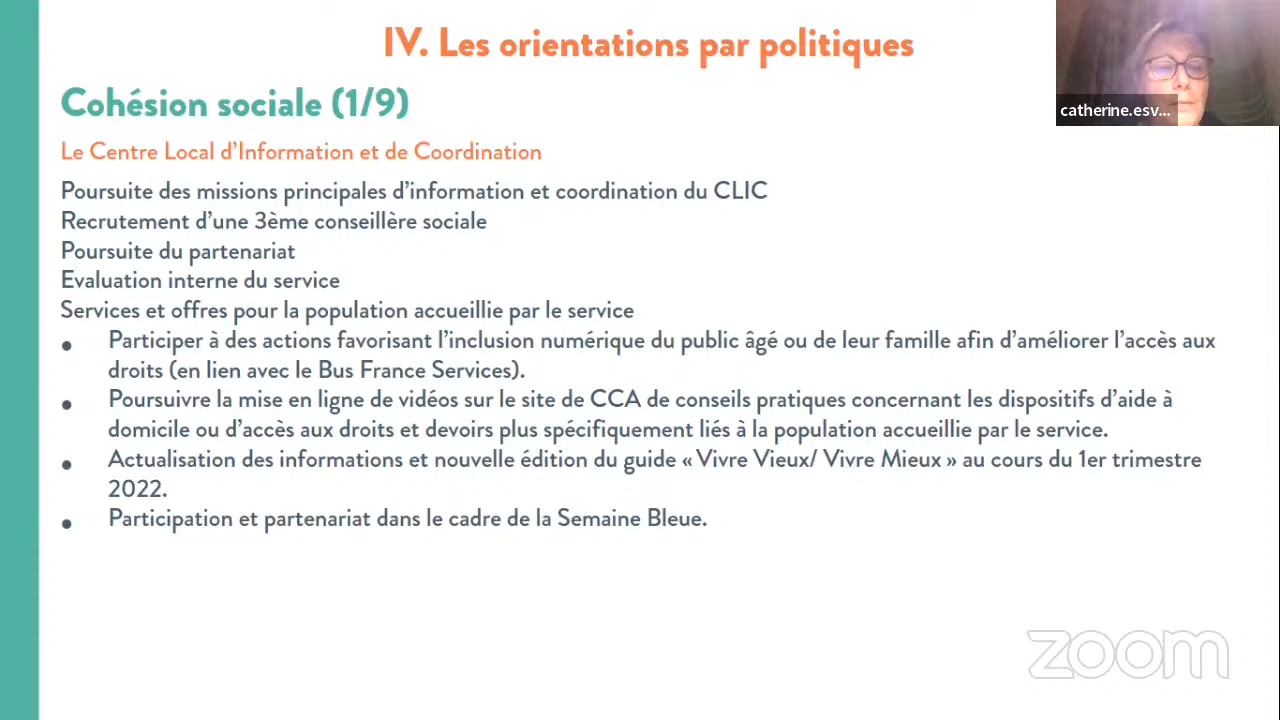 IV. Les orientations par politiques
catherine.esv...
Cohésion sociale (1/9)
Le Centre Local d'Information et de Coordination
Poursuite des missions principales d'information et coordination du CLIC
Recrutement d'une 3ème conseillère sociale
Poursuite du partenariat
Evaluation interne du service
Services et offres pour la population accueillie par le service
● Participer à des actions favorisant l'inclusion numérique du public âgé ou de leur famille afin d'améliorer l'accès aux
droits (en lien avec le Bus France Services).
● Poursuivre la mise en ligne de vidéos sur le site de CCA de conseils pratiques concernant les dispositifs d'aide à
domicile ou d'accès aux droits et devoirs plus spécifiquement liés à la population accueillie par le service.
● Actualisation des informations et nouvelle édition du guide « Vivre Vieux/ Vivre Mieux » au cours du 1er trimestre
2022.
● Participation et partenariat dans le cadre de la Semaine Bleue.
zoom